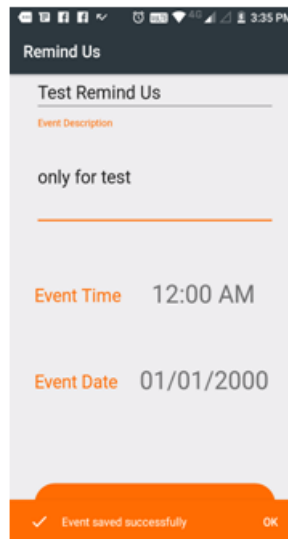 4G 3:35 PM
Remind Us
Test Remind Us
Event Description
only for test
Event Time 12:00 AM
Event Date 01/01/2000
Event saved successfully OK